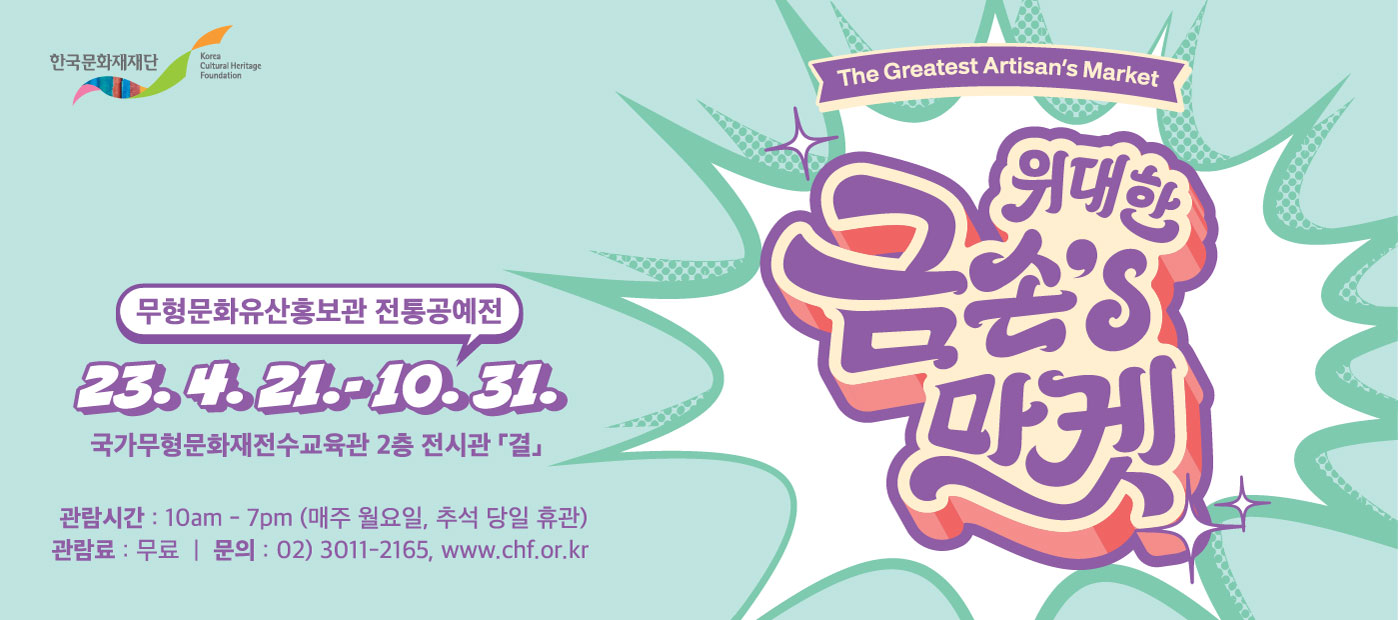 한국문화재재단
Korea
Cultural Heritage
Foundation
The Greatest Artisan's Market
위대한
금손's
마켓
무형문화유산홍보관 전통공예전
23. 4. 21. - 10. 31.
국가무형문화재전수교육관 2층 전시관 「결」
관람시간 : 10am - 7pm (매주 월요일, 추석 당일 휴관)
관람료 : 무료 | 문의 : 02) 3011-2165, www.chf.or.kr